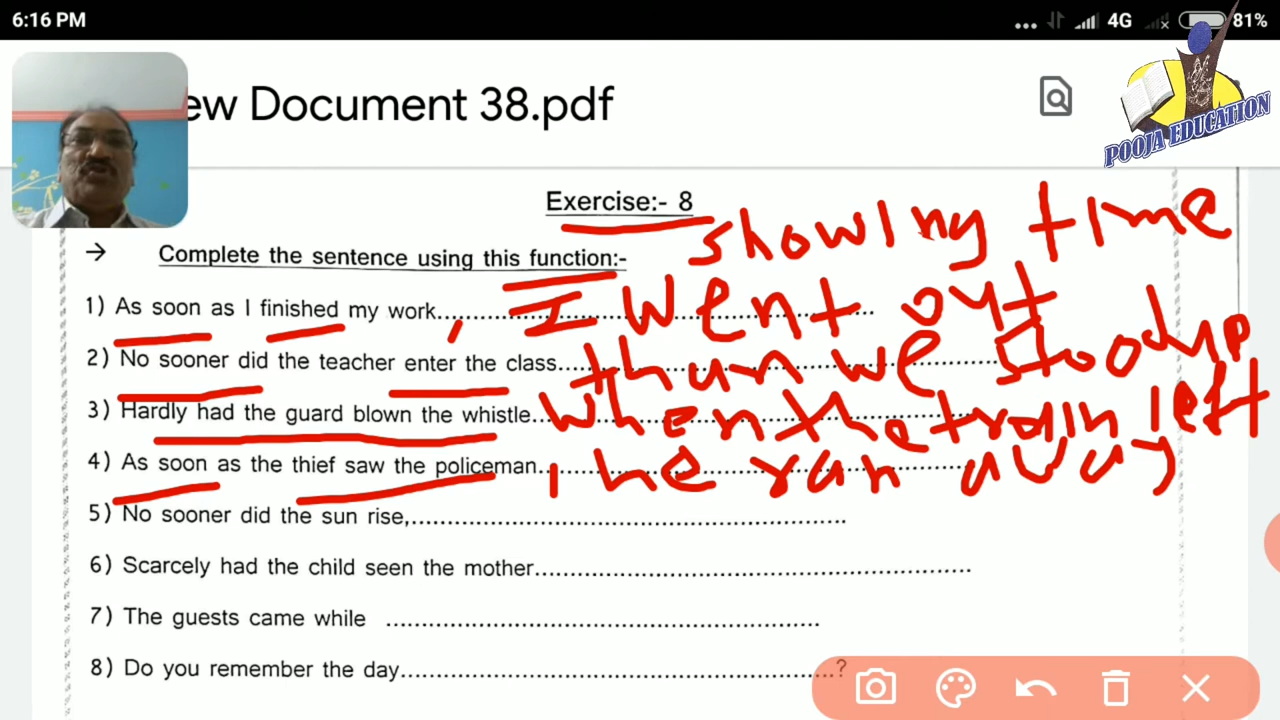 6:16 PM 4G 81%
ew Document 38.pdf
POOJA EDUCATION
Exercise:- 8
showing time
→ Complete the sentence using this function:-
1) As soon as I finished my work............, I went out
2) No sooner did the teacher enter the class...... than we stood up
3) Hardly had the guard blown the whistle... when the train left
4) As soon as the thief saw the policeman..., he ran away
5) No sooner did the sun rise,..........................................................
6) Scarcely had the child seen the mother..........................................................
7) The guests came while ..........................................................
8) Do you remember the day..........................................................?